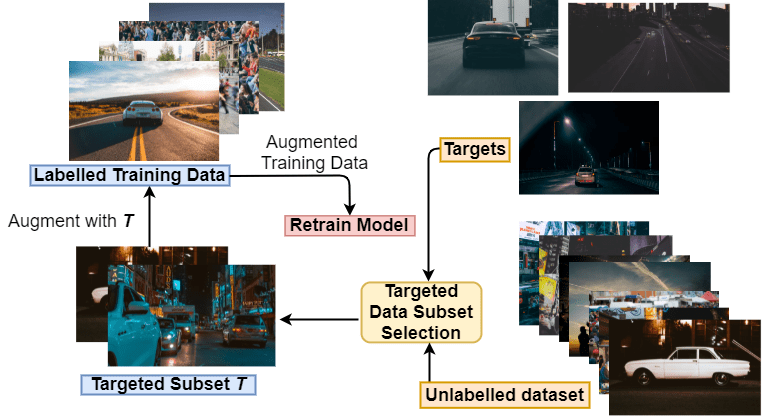 Augmented
Training Data
Targets
Labelled Training Data
Augment with T
Retrain Model
Targeted
Data Subset
Selection
Targeted Subset T
Unlabelled dataset